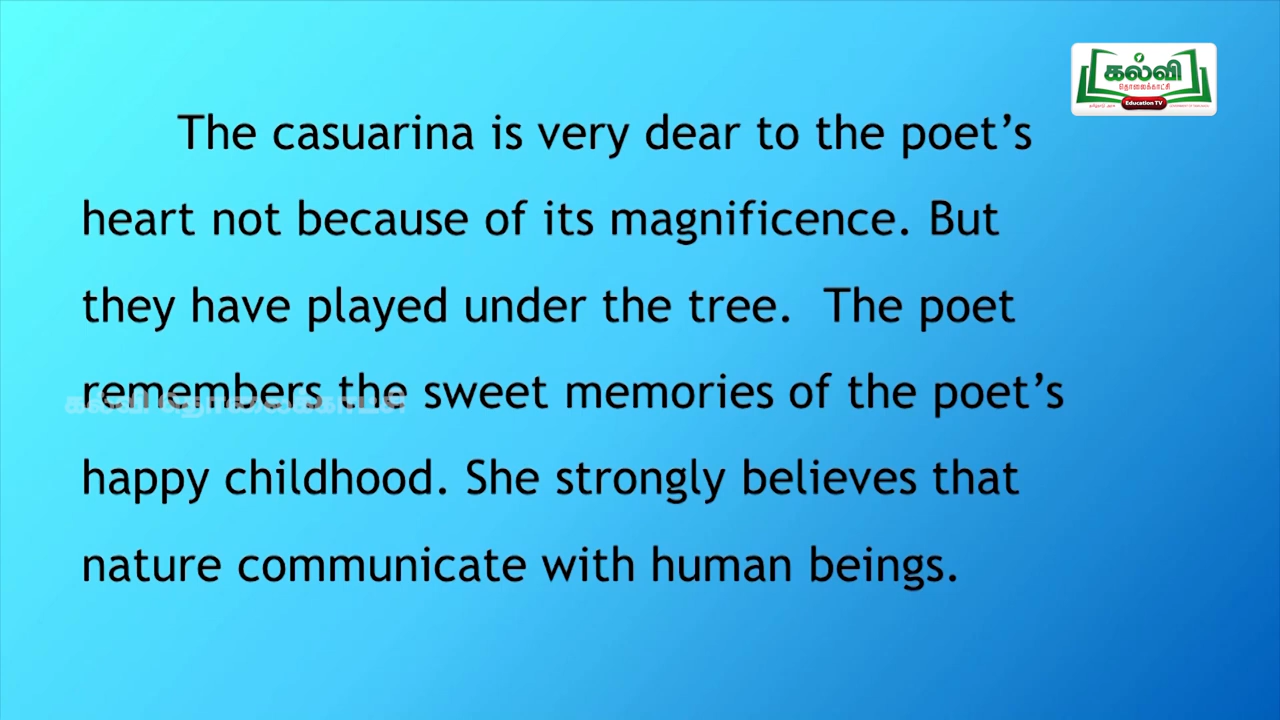 கல்வி
தொலைக்காட்சி
Education TV
The casuarina is very dear to the poet’s
heart not because of its magnificence. But
they have played under the tree.  The poet
remembers the sweet memories of the poet’s
கல்வி தொலைக்காட்சி
happy childhood. She strongly believes that
nature communicate with human beings.